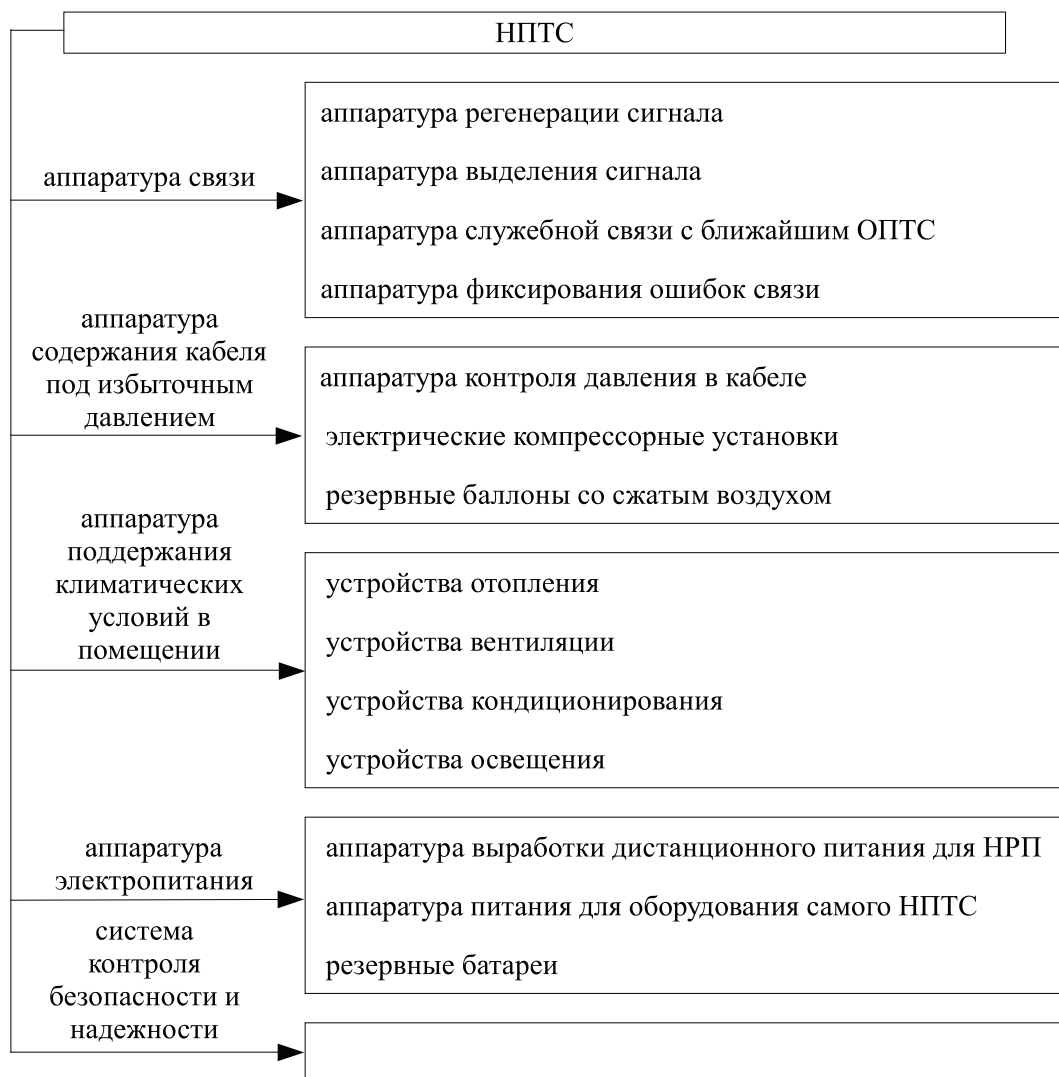 НПТС
аппаратура связи
аппаратура регенерации сигнала
аппаратура выделения сигнала
аппаратура служебной связи с ближайшим ОПТС
аппаратура фиксирования ошибок связи
аппаратура
содержания кабеля
под избыточным
давлением
аппаратура контроля давления в кабеле
электрические компрессорные установки
резервные баллоны со сжатым воздухом
аппаратура
поддержания
климатических
условий в
помещении
устройства отопления
устройства вентиляции
устройства кондиционирования
устройства освещения
аппаратура
электропитания
аппаратура выработки дистанционного питания для НРП
аппаратура питания для оборудования самого НПТС
резервные батареи
система
контроля
безопасности и
надежности